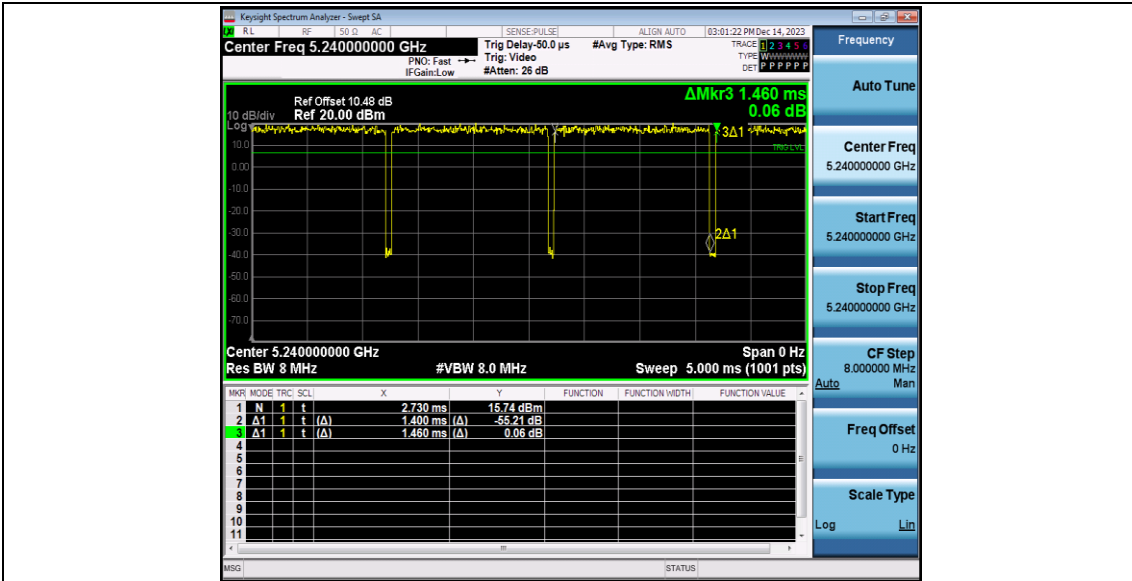 Keysight Spectrum Analyzer - Swept SA
RL RF 50 Ω AC SENSE:PULSE ALIGN AUTO 03:01:22 PM Dec 14, 2023
Center Freq 5.240000000 GHz
PNO: Fast
IFGain:Low
Trig Delay-50.0 µs
Trig: Video
#Atten: 26 dB
#Avg Type: RMS
TRACE 1 2 3 4 5 6
TYPE WWWWWW
DET P P P P P P
Frequency
Auto Tune
Center Freq
5.240000000 GHz
Start Freq
5.240000000 GHz
Stop Freq
5.240000000 GHz
CF Step
8.000000 MHz
Auto Man
Freq Offset
0 Hz
Scale Type
Log Lin
ΔMkr3 1.460 ms
0.06 dB
Ref Offset 10.48 dB
10 dB/div Ref 20.00 dBm
Log
10.0
0.00
-10.0
-20.0
-30.0
-40.0
-50.0
-60.0
-70.0
3Δ1
TRIG LVL
2Δ1
Center 5.240000000 GHz Span 0 Hz
Res BW 8 MHz #VBW 8.0 MHz Sweep 5.000 ms (1001 pts)
MKR MODE TRC SCL X Y FUNCTION FUNCTION WIDTH FUNCTION VALUE
1 N 1 t 2.730 ms 15.74 dBm
2 Δ1 1 t (Δ) 1.400 ms (Δ) -55.21 dB
3 Δ1 1 t (Δ) 1.460 ms (Δ) 0.06 dB
4
5
6
7
8
9
10
11
MSG STATUS